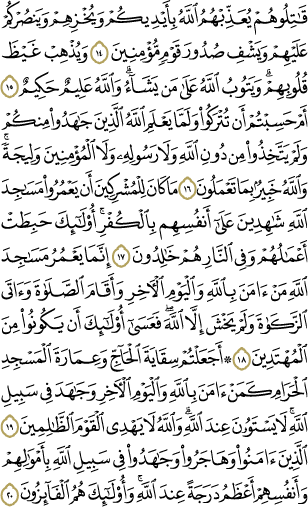 قَٰتِلُوهُمْ يُعَذِّبْهُمُ ٱللَّهُ بِأَيْدِيكُمْ وَيُخْزِهِمْ وَيَنصُرْكُمْ
عَلَيْهِمْ وَيَشْفِ صُدُورَ قَوْمٍ مُّؤْمِنِينَ ١٤ وَيُذْهِبْ غَيْظَ
قُلُوبِهِمْ ۗ وَيَتُوبُ ٱللَّهُ عَلَىٰ مَن يَشَآءُ ۗ وَٱللَّهُ عَلِيمٌ حَكِيمٌ ١٥
أَمْ حَسِبْتُمْ أَن تُتْرَكُوا۟ وَلَمَّا يَعْلَمِ ٱللَّهُ ٱلَّذِينَ جَٰهَدُوا۟ مِنكُمْ
وَلَمْ يَتَّخِذُوا۟ مِن دُونِ ٱللَّهِ وَلَا رَسُولِهِۦ وَلَا ٱلْمُؤْمِنِينَ وَلِيجَةً ۚ
وَٱللَّهُ خَبِيرٌۢ بِمَا تَعْمَلُونَ ١٦ مَا كَانَ لِلْمُشْرِكِينَ أَن يَعْمُرُوا۟ مَسَٰجِدَ
ٱللَّهِ شَٰهِدِينَ عَلَىٰٓ أَنفُسِهِم بِٱلْكُفْرِ ۚ أُو۟لَٰٓئِكَ حَبِطَتْ
أَعْمَٰلُهُمْ وَفِى ٱلنَّارِ هُمْ خَٰلِدُونَ ١٧ إِنَّمَا يَعْمُرُ مَسَٰجِدَ
ٱللَّهِ مَنْ ءَامَنَ بِٱللَّهِ وَٱلْيَوْمِ ٱلْءَاخِرِ وَأَقَامَ ٱلصَّلَوٰةَ وَءَاتَى
ٱلزَّكَوٰةَ وَلَمْ يَخْشَ إِلَّا ٱللَّهَ ۖ فَعَسَىٰٓ أُو۟لَٰٓئِكَ أَن يَكُونُوا۟ مِنَ
ٱلْمُهْتَدِينَ ١٨ ۞ أَجَعَلْتُمْ سِقَايَةَ ٱلْحَآجِّ وَعِمَارَةَ ٱلْمَسْجِدِ
ٱلْحَرَامِ كَمَنْ ءَامَنَ بِٱللَّهِ وَٱلْيَوْمِ ٱلْءَاخِرِ وَجَٰهَدَ فِى سَبِيلِ
ٱللَّهِ ۚ لَا يَسْتَوُۥنَ عِندَ ٱللَّهِ ۗ وَٱللَّهُ لَا يَهْدِى ٱلْقَوْمَ ٱلظَّٰلِمِينَ ١٩
ٱلَّذِينَ ءَامَنُوا۟ وَهَاجَرُوا۟ وَجَٰهَدُوا۟ فِى سَبِيلِ ٱللَّهِ بِأَمْوَٰلِهِمْ
وَأَنفُسِهِمْ أَعْظَمُ دَرَجَةً عِندَ ٱللَّهِ ۚ وَأُو۟لَٰٓئِكَ هُمُ ٱلْفَآئِزُونَ ٢٠